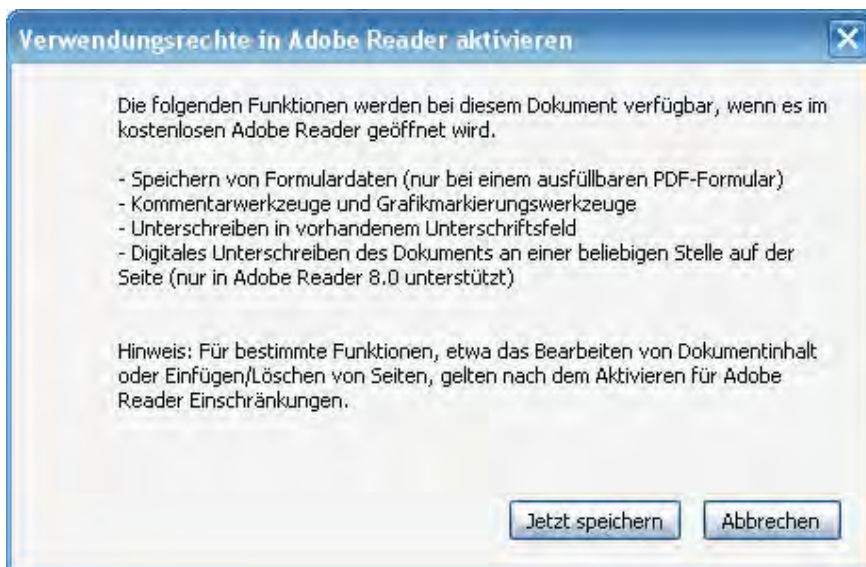 Verwendungsrechte in Adobe Reader aktivieren
Die folgenden Funktionen werden bei diesem Dokument verfügbar, wenn es im
kostenlosen Adobe Reader geöffnet wird.
- Speichern von Formulardaten (nur bei einem ausfüllbaren PDF-Formular)
- Kommentarwerkzeuge und Grafikmarkierungswerkzeuge
- Unterschreiben in vorhandenem Unterschriftsfeld
- Digitales Unterschreiben des Dokuments an einer beliebigen Stelle auf der
Seite (nur in Adobe Reader 8.0 unterstützt)
Hinweis: Für bestimmte Funktionen, etwa das Bearbeiten von Dokumentinhalt
oder Einfügen/Löschen von Seiten, gelten nach dem Aktivieren für Adobe
Reader Einschränkungen.
Jetzt speichern Abbrechen